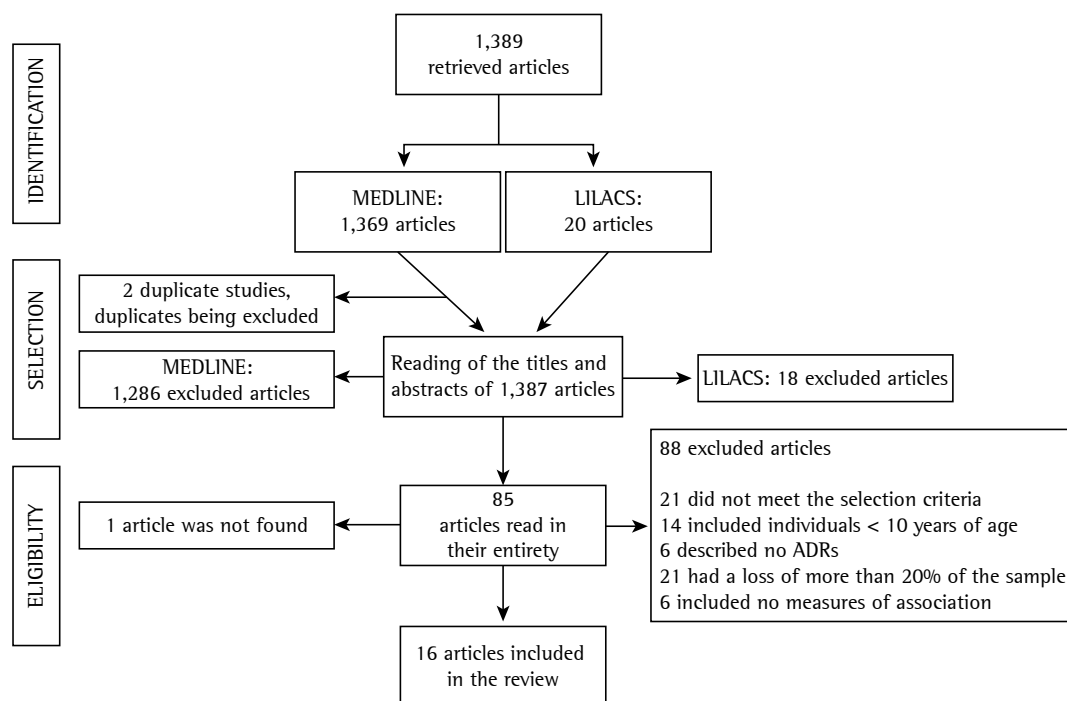 IDENTIFICATION
1,389
retrieved articles
MEDLINE:
1,369 articles
LILACS:
20 articles
SELECTION
2 duplicate studies,
duplicates being excluded
Reading of the titles and
abstracts of 1,387 articles
MEDLINE:
1,286 excluded articles
LILACS: 18 excluded articles
ELIGIBILITY
85
articles read in
their entirety
1 article was not found
88 excluded articles
21 did not meet the selection criteria
14 included individuals < 10 years of age
6 described no ADRs
21 had a loss of more than 20% of the sample
6 included no measures of association
16 articles included
in the review